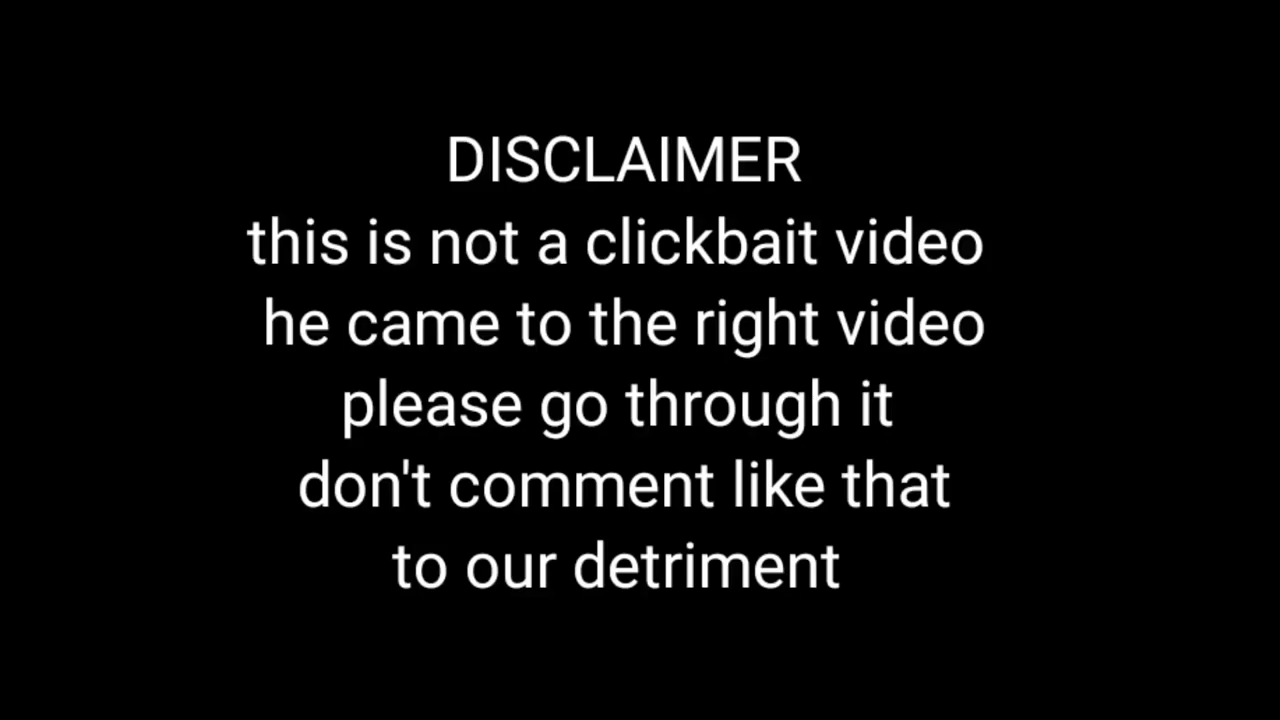 DISCLAIMER
this is not a clickbait video
he came to the right video
please go through it
don't comment like that
to our detriment